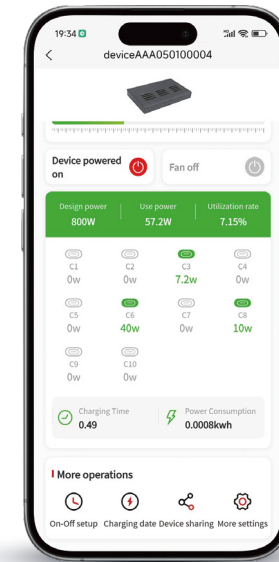 19:34
deviceAAA050100004
Device powered on
Fan off
Design power Use power Utilization rate
800W 57.2W 7.15%
C1 C2 C3 C4
0w 0w 7.2w 0w
C5 C6 C7 C8
0w 40w 0w 10w
C9 C10
0w 0w
Charging Time Power Consumption
0.49 0.0008kwh
More operations
On-Off setup Charging date Device sharing More settings